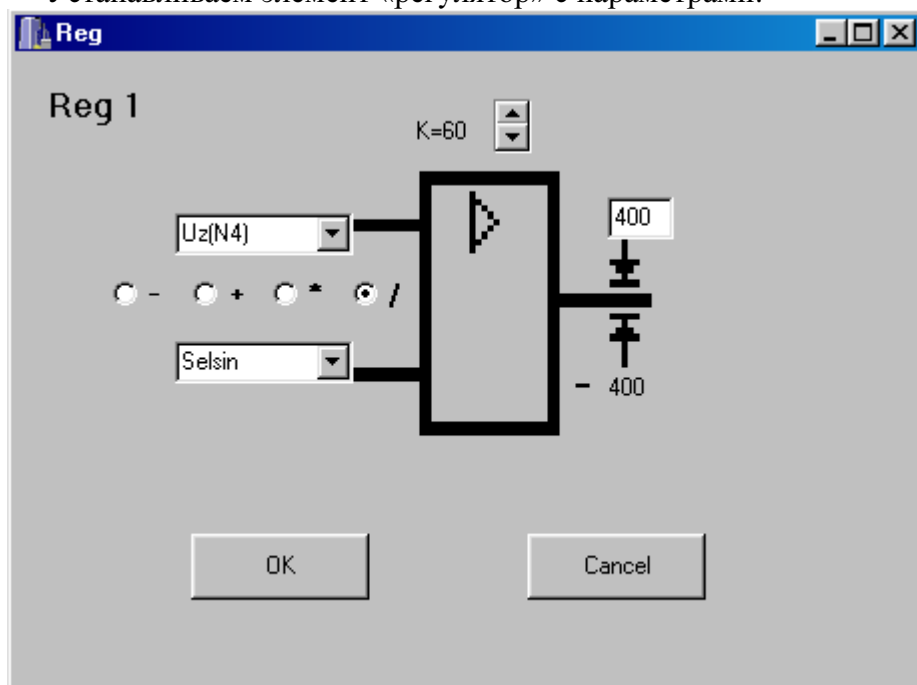 Устанавливаем элемент «регулятор» с параметрами:
Reg
Reg 1
K=60
Uz(N4)
400
- + * /
Selsin
- 400
OK Cancel